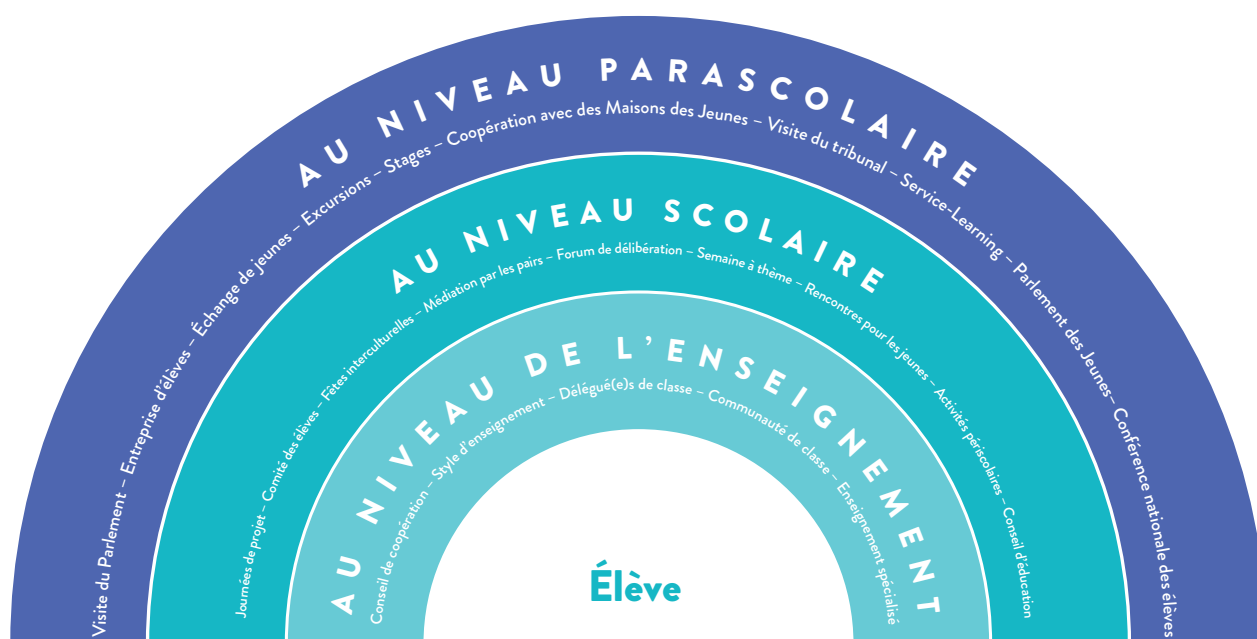 AU NIVEAU PARASCOLAIRE
Visite du Parlement – Entreprise d'élèves – Échange de jeunes – Excursions – Stages – Coopération avec des Maisons des Jeunes – Visite du tribunal – Service-Learning – Parlement des Jeunes– Conférence nationale des élèves
AU NIVEAU SCOLAIRE
Journées de projet – Comité des élèves – Fêtes interculturelles – Médiation par les pairs – Forum de délibération – Semaine à thème – Rencontres pour les jeunes – Activités périscolaires – Conseil d'éducation
AU NIVEAU DE L'ENSEIGNEMENT
Conseil de coopération – Style d'enseignement – Délégué(e)s de classe – Communauté de classe – Enseignement spécialisé
Élève